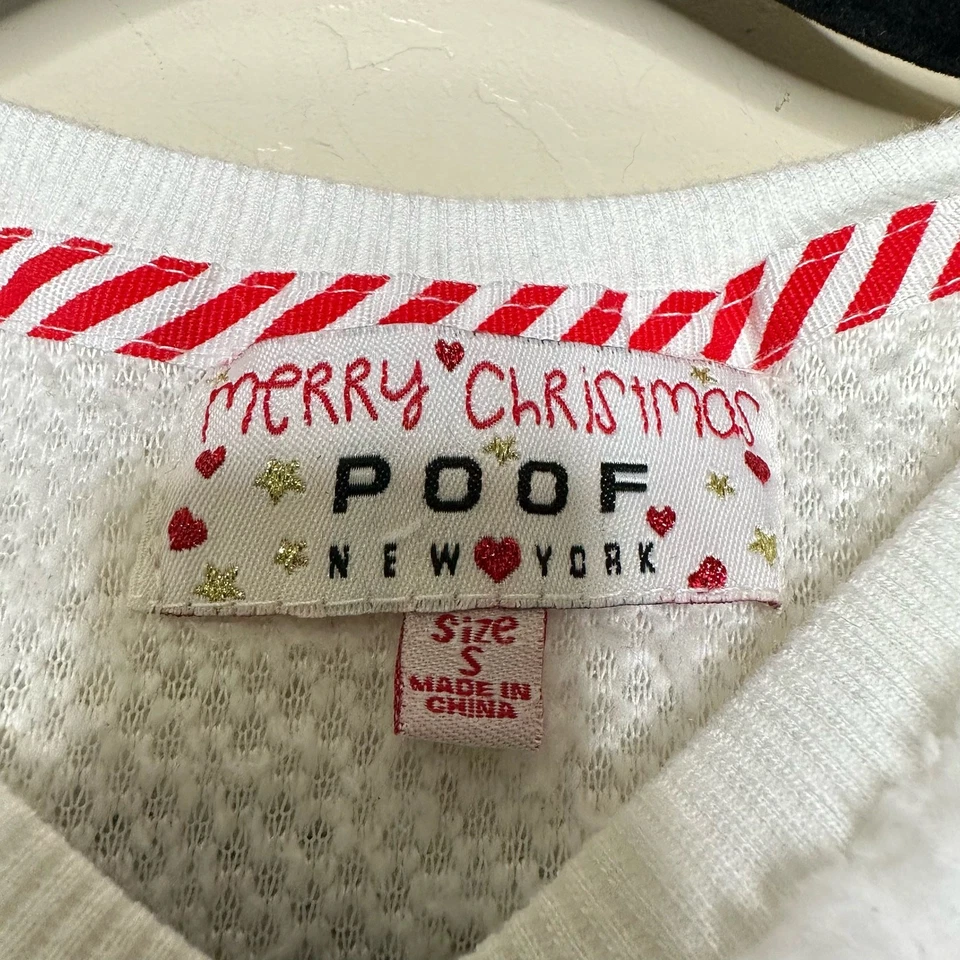 merry christmas
POOF
NEW YORK
Size
S
MADE IN
CHINA